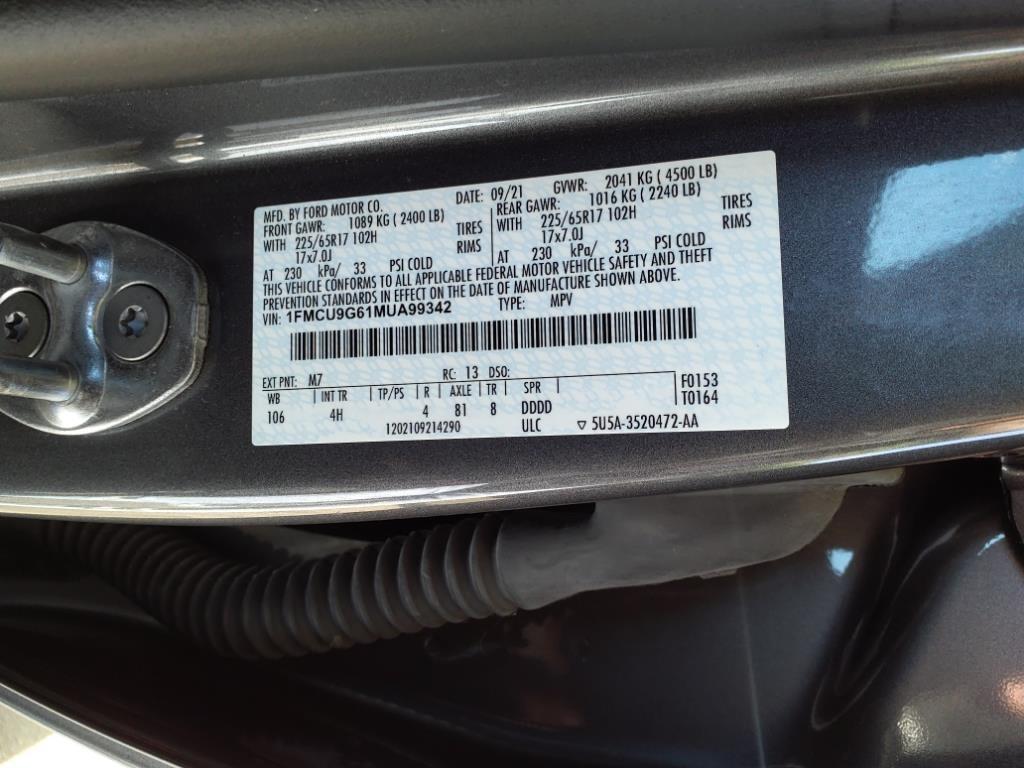 MFD. BY FORD MOTOR CO. DATE: 09/21 GVWR: 2041 KG ( 4500 LB)
FRONT GAWR: 1089 KG ( 2400 LB) REAR GAWR: 1016 KG ( 2240 LB)
WITH 225/65R17 102H TIRES WITH 225/65R17 102H TIRES
17x7.0J RIMS 17x7.0J RIMS
AT 230 kPa/ 33 PSI COLD AT 230 kPa/ 33 PSI COLD
THIS VEHICLE CONFORMS TO ALL APPLICABLE FEDERAL MOTOR VEHICLE SAFETY AND THEFT
PREVENTION STANDARDS IN EFFECT ON THE DATE OF MANUFACTURE SHOWN ABOVE.
VIN: 1FMCU9G61MUA99342 TYPE: MPV
EXT PNT: M7 RC: 13 DSO: F0153
WB INT TR TP/PS R AXLE TR SPR T0164
106 4H 4 81 8 DDDD
1202109214290 ULC ▽ 5U5A-3520472-AA